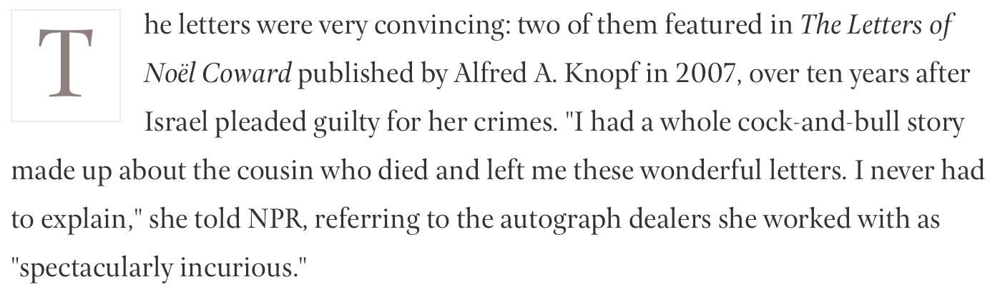 The letters were very convincing: two of them featured in The Letters of
Noël Coward published by Alfred A. Knopf in 2007, over ten years after
Israel pleaded guilty for her crimes. "I had a whole cock-and-bull story
made up about the cousin who died and left me these wonderful letters. I never had
to explain," she told NPR, referring to the autograph dealers she worked with as
"spectacularly incurious."